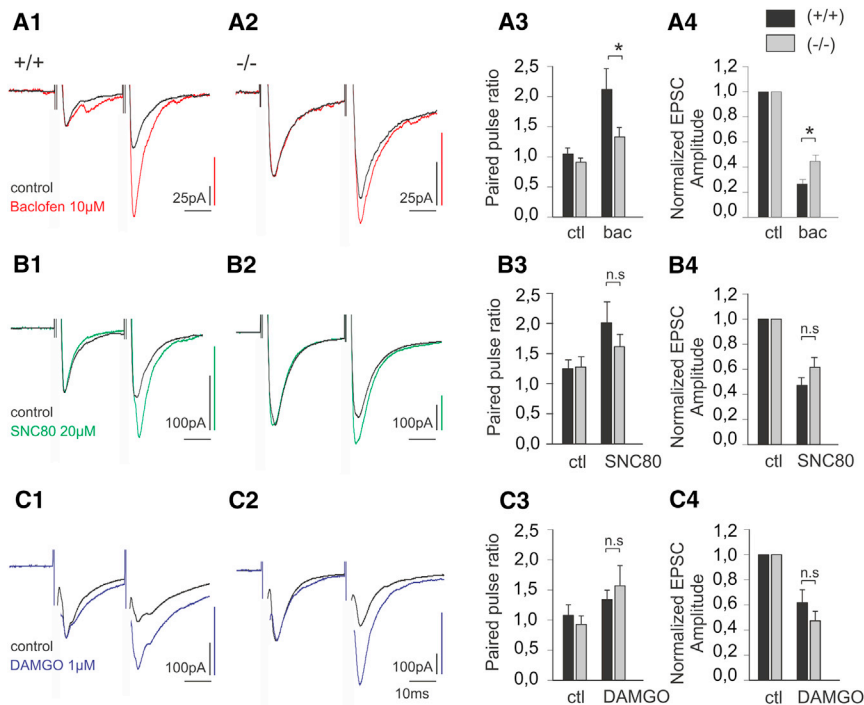 A1
A2
A3
A4
(+/+)
(-/-)
+/+
-/-
control
Baclofen 10µM
25pA
25pA
Paired pulse ratio
2,5
2,0
1,5
1,0
0,5
0,0
*
ctl
bac
Normalized EPSC
Amplitude
1,2
1,0
0,8
0,6
0,4
0,2
0
*
ctl
bac
B1
B2
B3
B4
control
SNC80 20µM
100pA
100pA
Paired pulse ratio
2,5
2,0
1,5
1,0
0,5
0,0
n.s
ctl
SNC80
Normalized EPSC
Amplitude
1,2
1,0
0,8
0,6
0,4
0,2
0
n.s
ctl
SNC80
C1
C2
C3
C4
control
DAMGO 1µM
100pA
100pA
10ms
Paired pulse ratio
2,5
2,0
1,5
1,0
0,5
0,0
n.s
ctl
DAMGO
Normalized EPSC
Amplitude
1,2
1,0
0,8
0,6
0,4
0,2
0
n.s
ctl
DAMGO